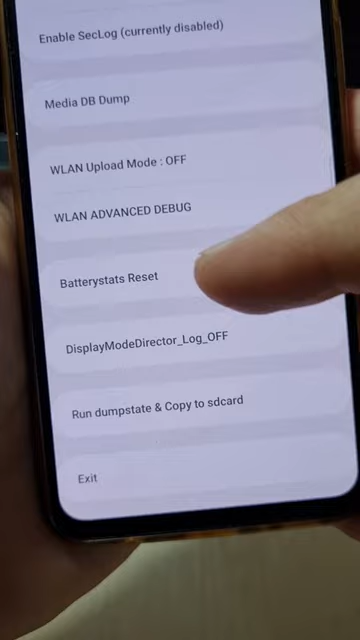 Enable SecLog (currently disabled)
Media DB Dump
WLAN Upload Mode : OFF
WLAN ADVANCED DEBUG
Batterystats Reset
DisplayModeDirector_Log_OFF
Run dumpstate & Copy to sdcard
Exit